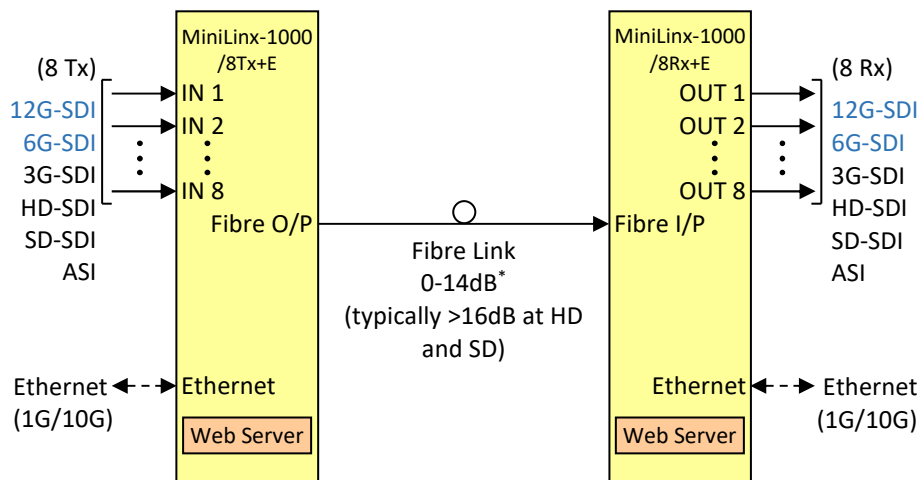 MiniLinx-1000
/8Tx+E
(8 Tx)
12G-SDI
6G-SDI
3G-SDI
HD-SDI
SD-SDI
ASI
IN 1
IN 2
IN 8
Fibre O/P
Ethernet
Web Server
Ethernet
(1G/10G)
Fibre Link
0-14dB*
(typically >16dB at HD
and SD)
MiniLinx-1000
/8Rx+E
OUT 1
OUT 2
OUT 8
Fibre I/P
Ethernet
Web Server
(8 Rx)
12G-SDI
6G-SDI
3G-SDI
HD-SDI
SD-SDI
ASI
Ethernet
(1G/10G)